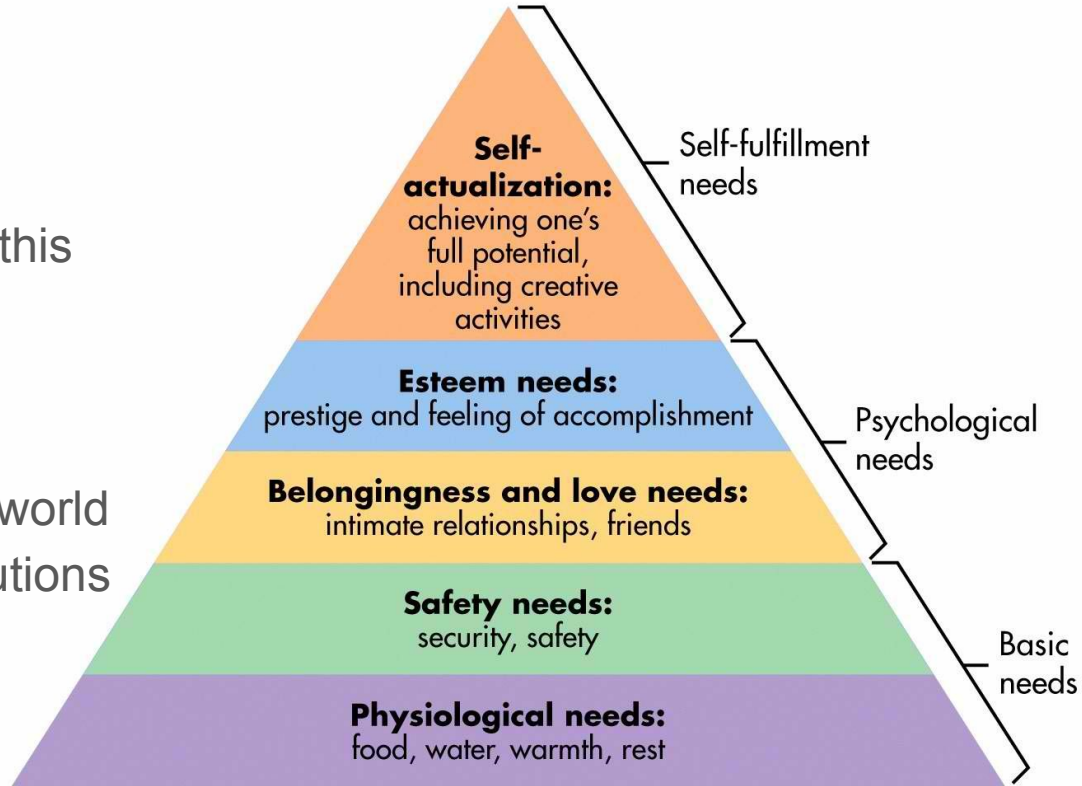 this
world
utions
Self-
actualization:
achieving one's
full potential,
including creative
activities
Esteem needs:
prestige and feeling of accomplishment
Belongingness and love needs:
intimate relationships, friends
Safety needs:
security, safety
Physiological needs:
food, water, warmth, rest
Self-fulfillment
needs
Psychological
needs
Basic
needs